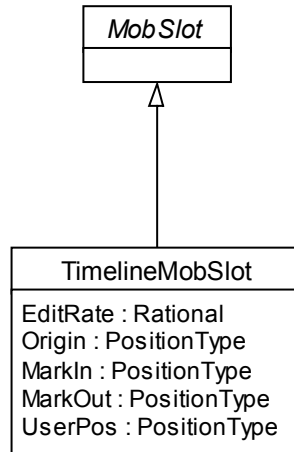 MobSlot
TimelineMobSlot
EditRate : Rational
Origin : PositionType
MarkIn : PositionType
MarkOut : PositionType
UserPos : PositionType